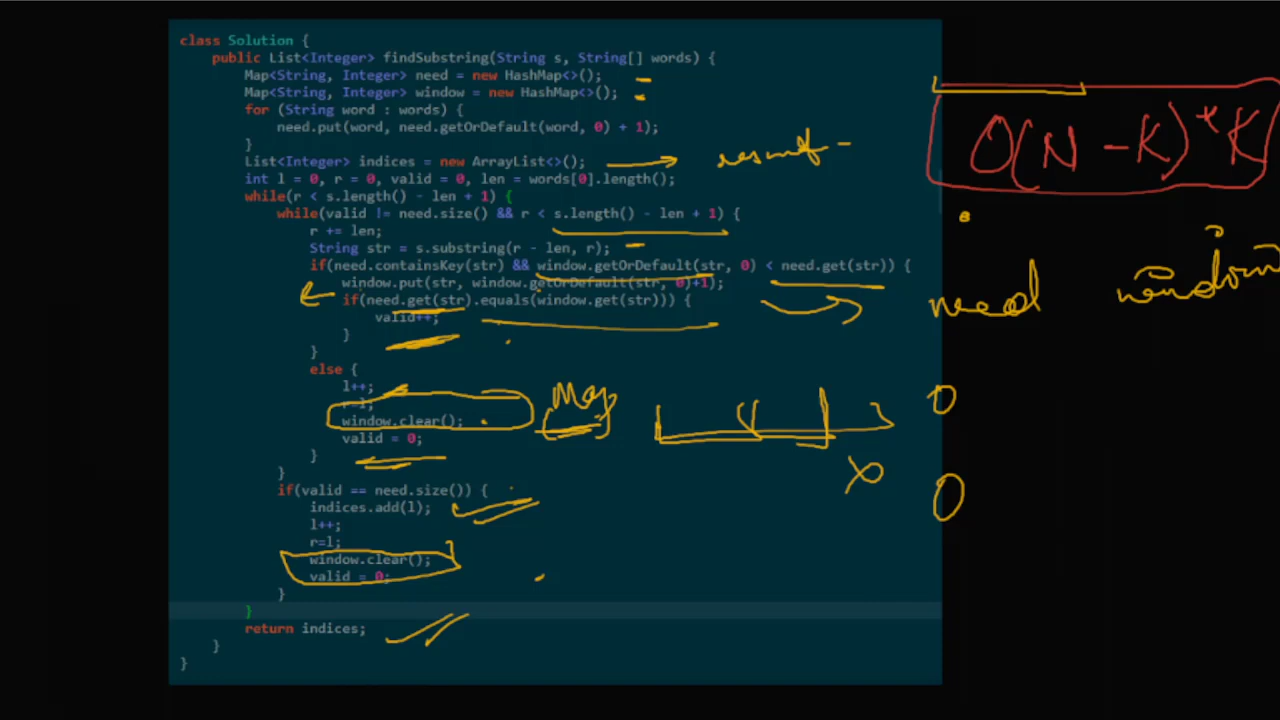 class Solution {
public List<Integer> findSubstring(String s, String[] words) {
Map<String, Integer> need = new HashMap<>();
Map<String, Integer> window = new HashMap<>();
for (String word : words) {
need.put(word, need.getOrDefault(word, 0) + 1);
}
List<Integer> indices = new ArrayList<>();
int l = 0, r = 0, valid = 0, len = words[0].length();
while(r < s.length() - len + 1) {
while(valid != need.size() && r < s.length() - len + 1) {
r += len;
String str = s.substring(r - len, r);
if(need.containsKey(str) && window.getOrDefault(str, 0) < need.get(str)) {
window.put(str, window.getOrDefault(str, 0)+1);
if(need.get(str).equals(window.get(str))) {
valid++;
}
}
else {
l++;
r=l;
window.clear();
valid = 0;
}
}
if(valid == need.size()) {
indices.add(l);
l++;
r=l;
window.clear();
valid = 0;
}
}
return indices;
}
}
result
Map
O(N-K)*K
need window
0
0